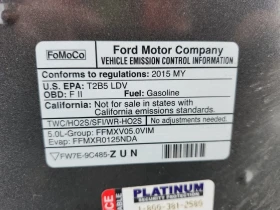 FoMoCo
Ford Motor Company
VEHICLE EMISSION CONTROL INFORMATION
Conforms to regulations: 2015 MY
U.S. EPA: T2B5 LDV
OBD: F II Fuel: Gasoline
California: Not for sale in states with
California emissions standards.
TWC/HO2S/SFI/WR-HO2S No adjustments needed.
5.0L-Group: FFMXV05.0VIM
Evap: FFMXR0125NDA
FW7E-9C485-ZUN
PLATINUM